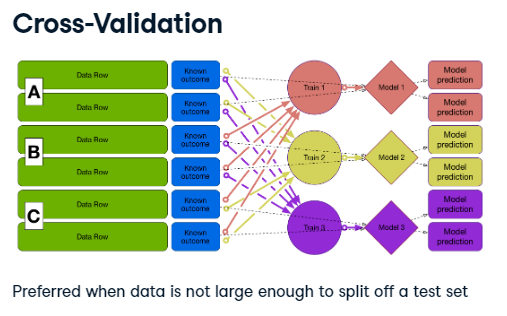 Cross-Validation
Data Row
Known
outcome
Model
prediction
A
Train 1
Model 1
Data Row
Known
outcome
Model
prediction
Data Row
Known
outcome
Model
prediction
B
Train 2
Model 2
Data Row
Known
outcome
Model
prediction
Data Row
Known
outcome
Model
prediction
C
Train 3
Model 3
Data Row
Known
outcome
Model
prediction
Preferred when data is not large enough to split off a test set